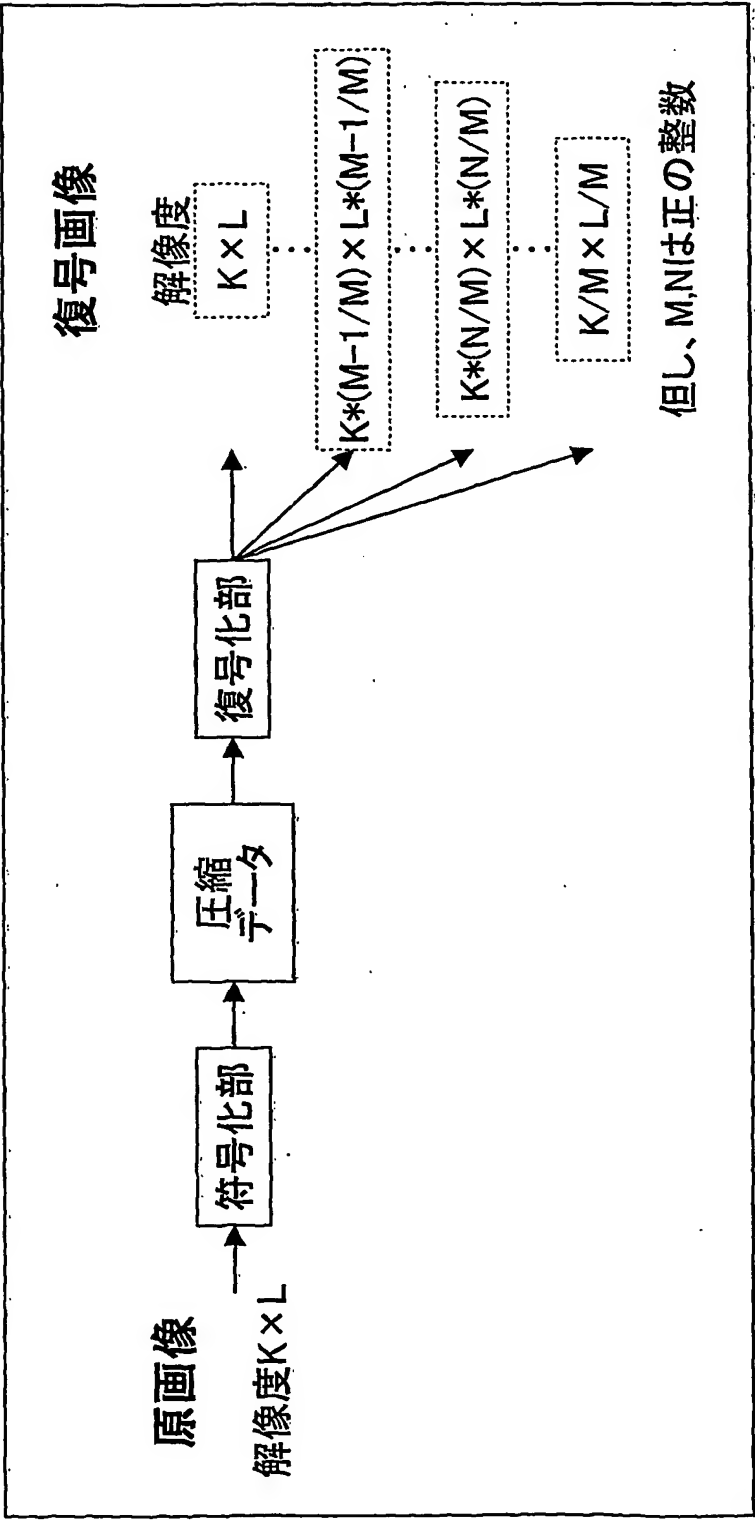 原画像
解像度K×L
符号化部
圧縮
データ
復号化部
復号画像
解像度
K×L
K*(M-1/M)×L*(M-1/M)
K*(N/M)×L*(N/M)
K/M×L/M
但し、M,Nは正の整数